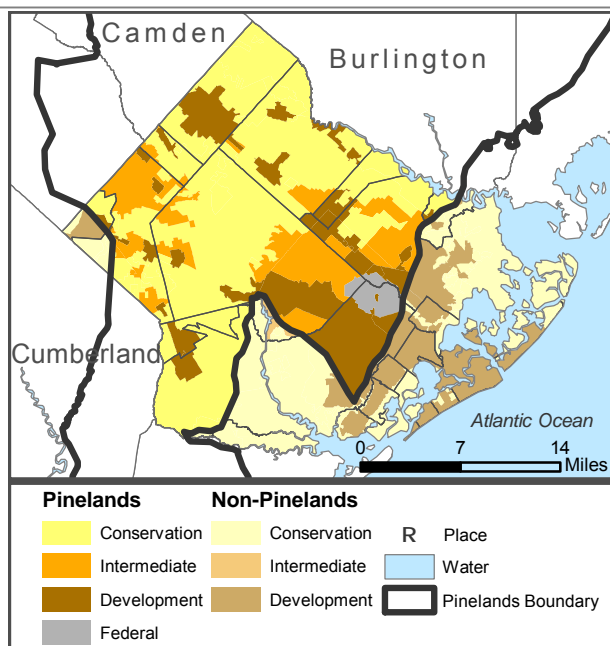 Camden
Burlington
Cumberland
Atlantic Ocean
0 7 14
Miles
Pinelands Non-Pinelands
Conservation Conservation R Place
Intermediate Intermediate Water
Development Development Pinelands Boundary
Federal